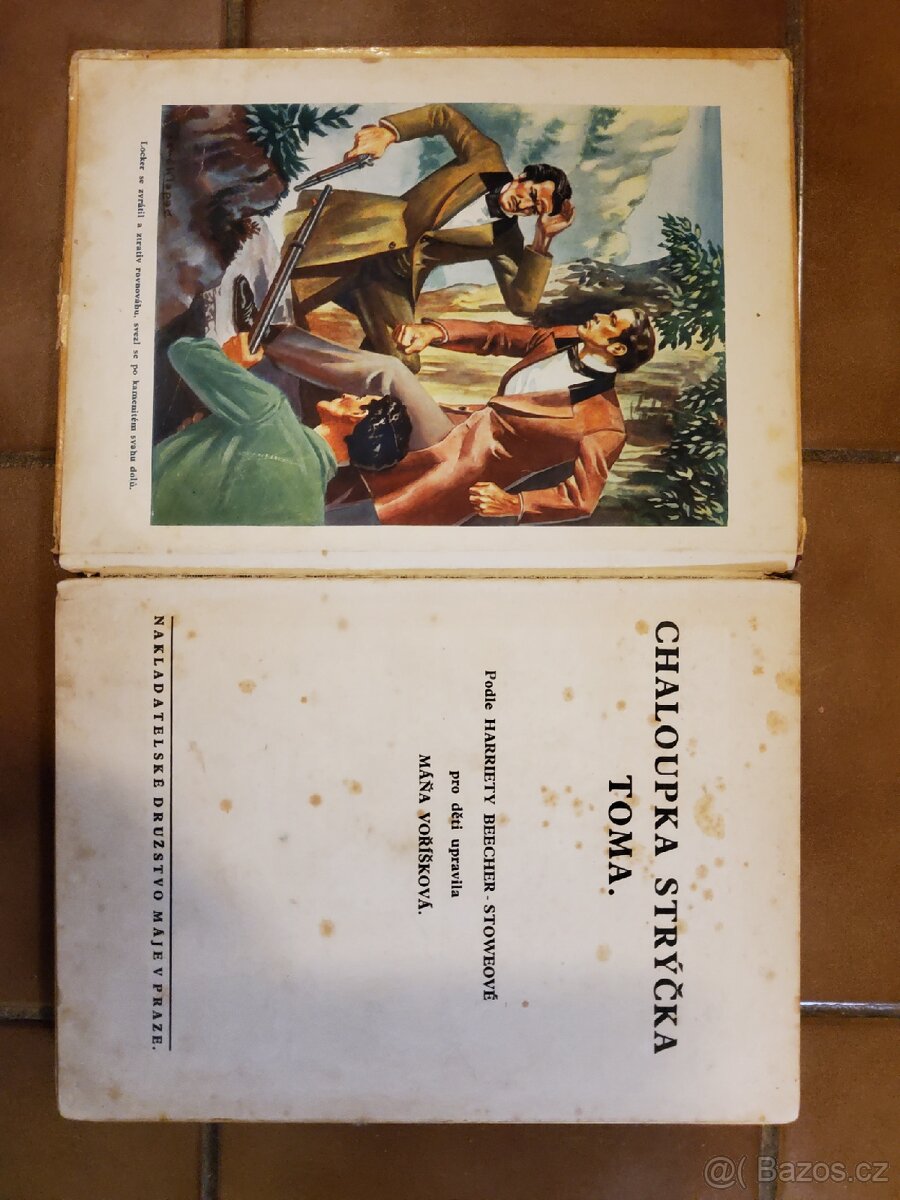 Locker se zvrátil a ztrativ rovnováhu, svezl se po kamenitém svahu dolů.
CHALOUPKA STRÝČKA
TOMA.
Podle HARRIETY BEECHER-STOWEOVÉ
pro děti upravila
MÁŇA VOŘÍŠKOVÁ.
NAKLADATELSKÉ DRUŽSTVO MÁJE V PRAZE.
@( Bazos.cz